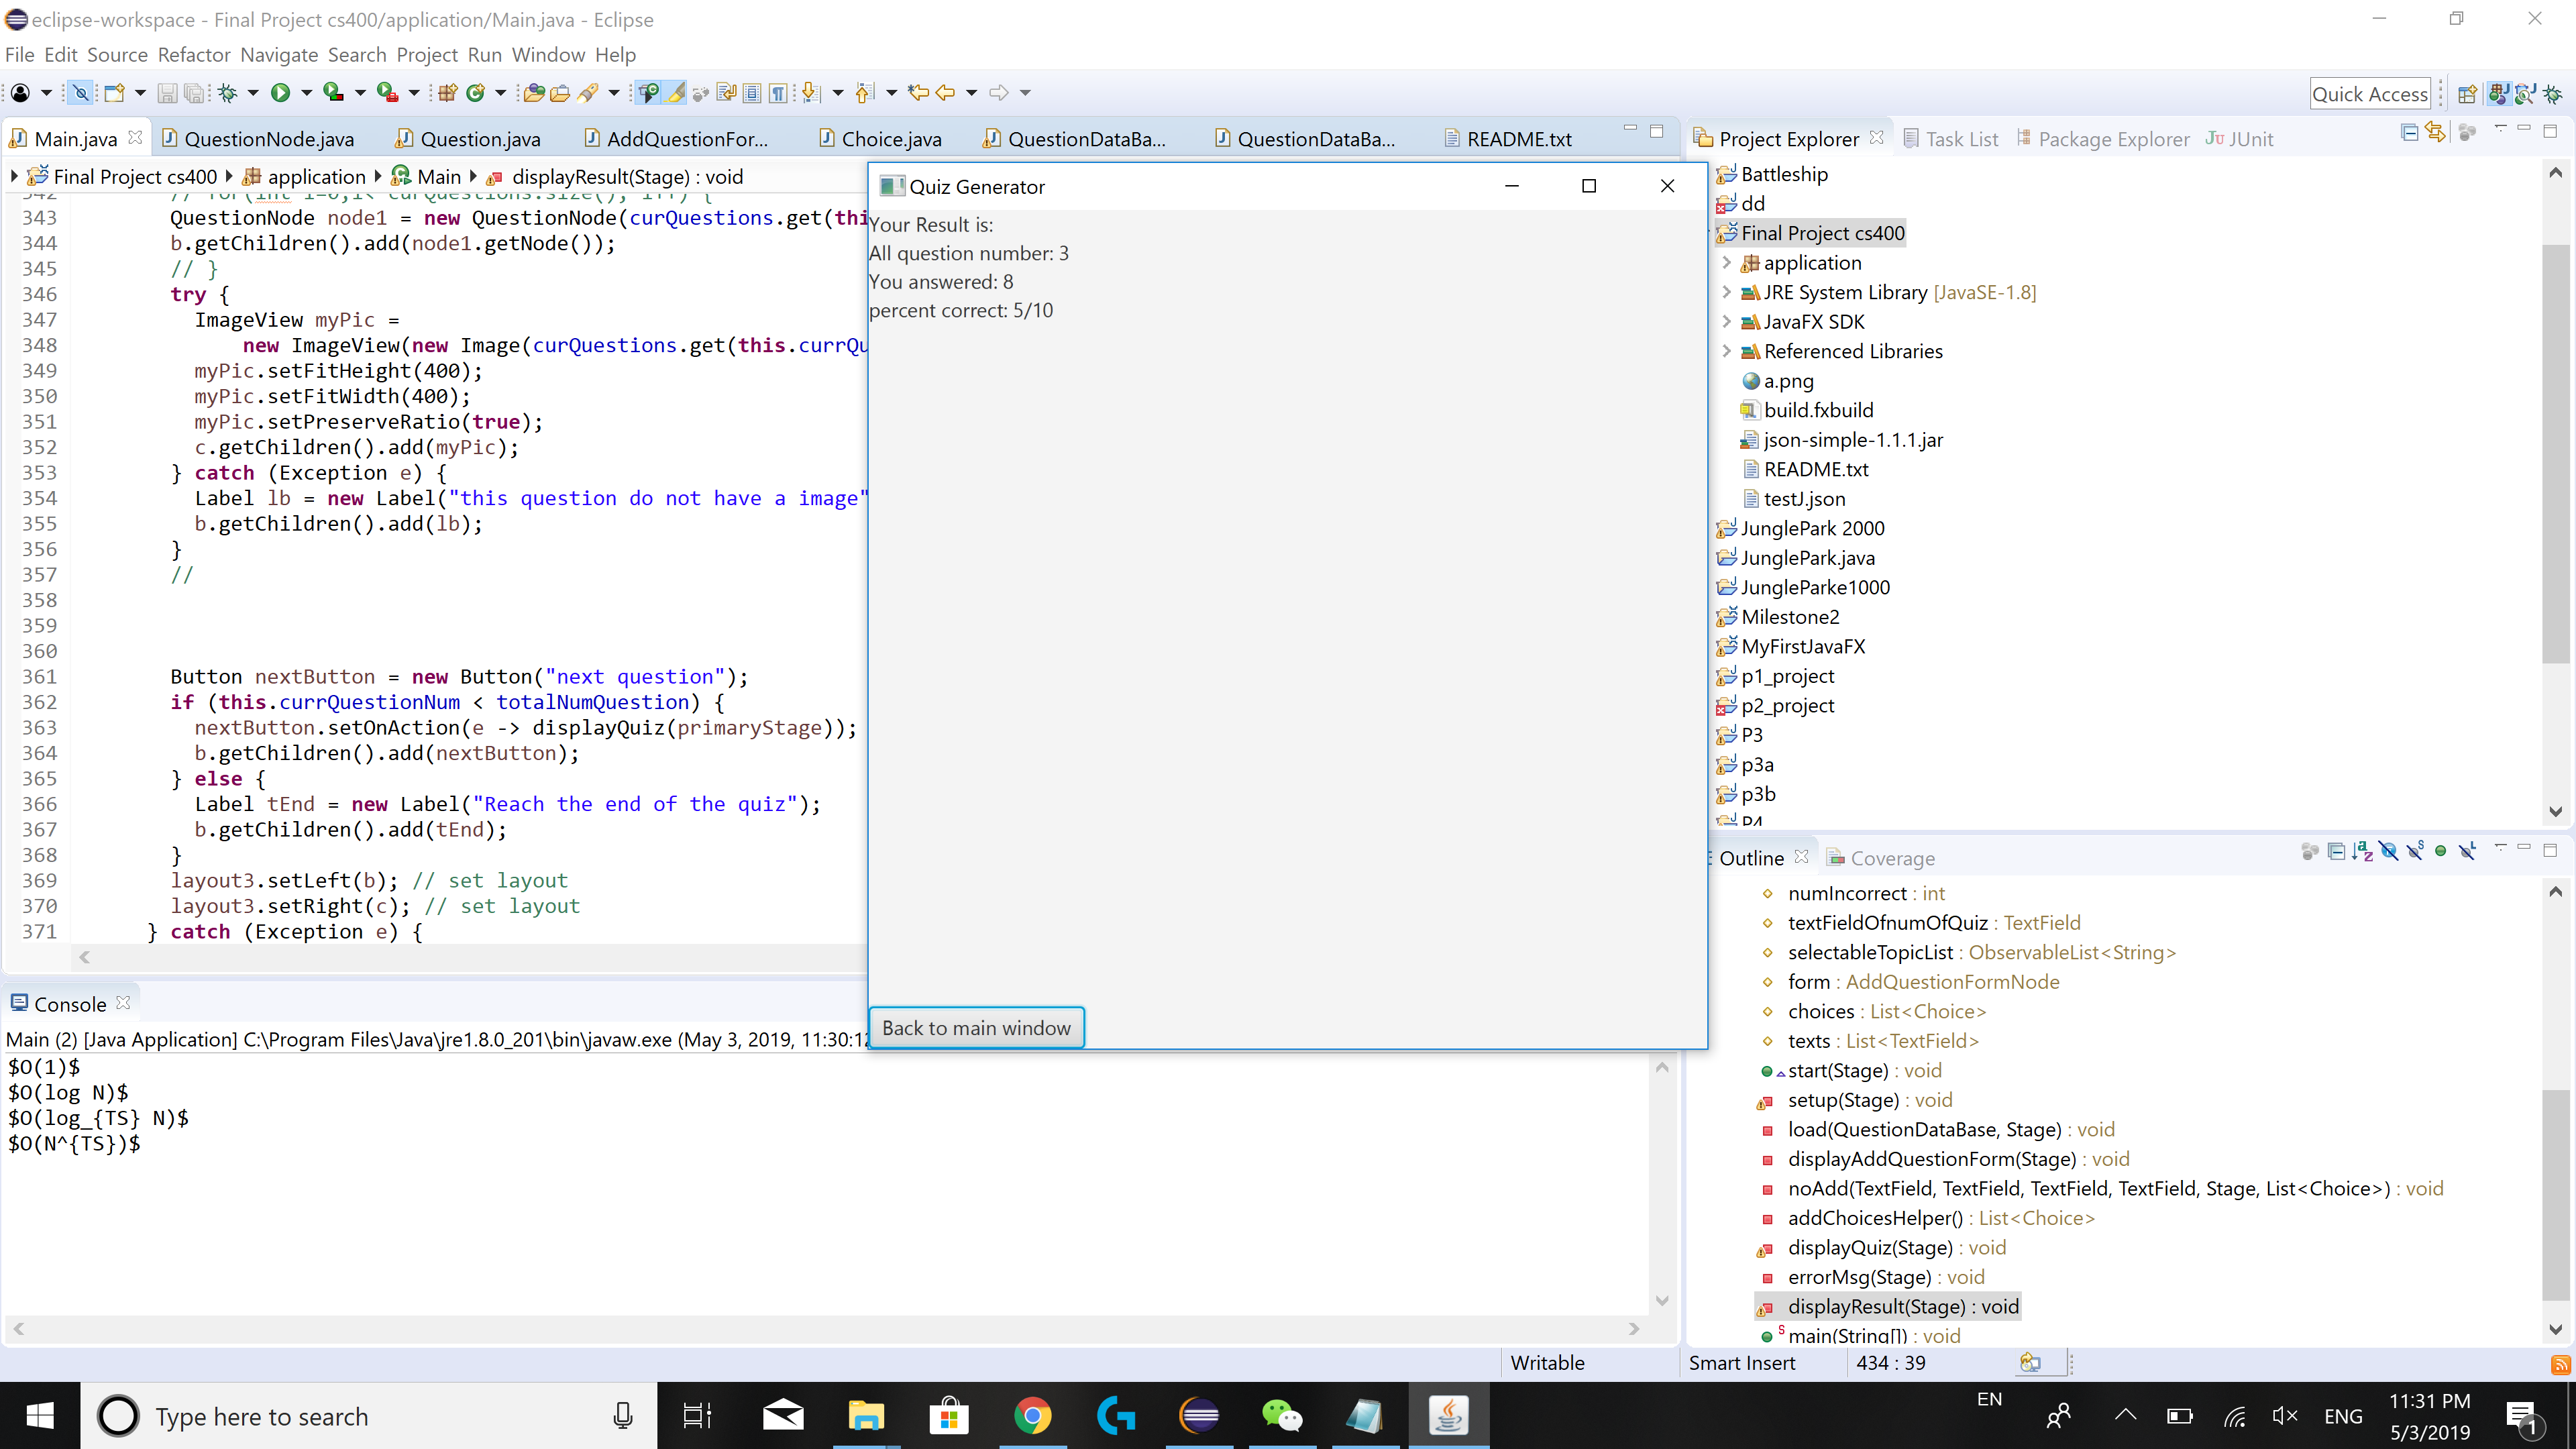 eclipse-workspace - Final Project cs400/application/Main.java - Eclipse
File Edit Source Refactor Navigate Search Project Run Window Help
Quick Access
Main.java QuestionNode.java Question.java AddQuestionFor... Choice.java QuestionDataBa... QuestionDataBa... README.txt
Final Project cs400 application Main displayResult(Stage) : void
343 QuestionNode node1 = new QuestionNode(curQuestions.get(thi
344 b.getChildren().add(node1.getNode());
345 // }
346 try {
347 ImageView myPic =
348 new ImageView(new Image(curQuestions.get(this.currQu
349 myPic.setFitHeight(400);
350 myPic.setFitWidth(400);
351 myPic.setPreserveRatio(true);
352 c.getChildren().add(myPic);
353 } catch (Exception e) {
354 Label lb = new Label("this question do not have a image"
355 b.getChildren().add(lb);
356 }
357 //
358
359
360
361 Button nextButton = new Button("next question");
362 if (this.currQuestionNum < totalNumQuestion) {
363 nextButton.setOnAction(e -> displayQuiz(primaryStage));
364 b.getChildren().add(nextButton);
365 } else {
366 Label tEnd = new Label("Reach the end of the quiz");
367 b.getChildren().add(tEnd);
368 }
369 layout3.setLeft(b); // set layout
370 layout3.setRight(c); // set layout
371 } catch (Exception e) {
Quiz Generator
Your Result is:
All question number: 3
You answered: 8
percent correct: 5/10
Back to main window
Console
Main (2) [Java Application] C:\Program Files\Java\jre1.8.0_201\bin\javaw.exe (May 3, 2019, 11:30:12
$O(1)$
$O(log N)$
$O(log_{TS} N)$
$O(N^{TS})$
Project Explorer Task List Package Explorer JUnit
Battleship
dd
Final Project cs400
application
JRE System Library [JavaSE-1.8]
JavaFX SDK
Referenced Libraries
a.png
build.fxbuild
json-simple-1.1.1.jar
README.txt
testJ.json
JunglePark 2000
JunglePark.java
JungleParke1000
Milestone2
MyFirstJavaFX
p1_project
p2_project
P3
p3a
p3b
P4
Outline Coverage
numIncorrect : int
textFieldOfnumOfQuiz : TextField
selectableTopicList : ObservableList<String>
form : AddQuestionFormNode
choices : List<Choice>
texts : List<TextField>
start(Stage) : void
setup(Stage) : void
load(QuestionDataBase, Stage) : void
displayAddQuestionForm(Stage) : void
noAdd(TextField, TextField, TextField, TextField, Stage, List<Choice>) : void
addChoicesHelper() : List<Choice>
displayQuiz(Stage) : void
errorMsg(Stage) : void
displayResult(Stage) : void
main(String[]) : void
Writable Smart Insert 434 : 39
Type here to search
EN
ENG
11:31 PM
5/3/2019
1